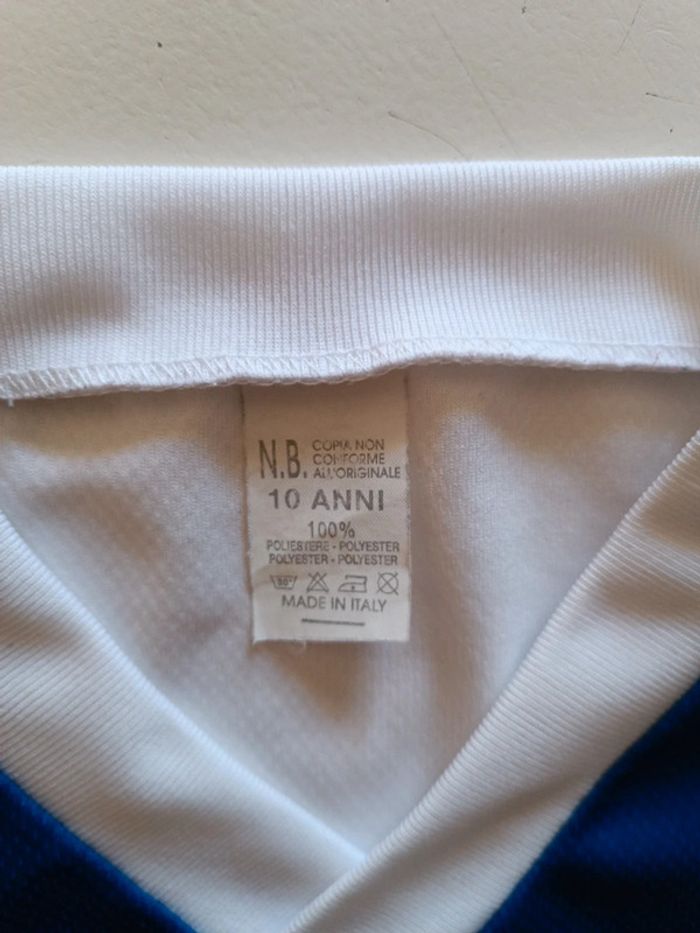 N.B. COPIA NON
CONFORME
ALL'ORIGINALE
10 ANNI
100%
POLIESTERE - POLYESTER
POLYESTER - POLYESTER
MADE IN ITALY